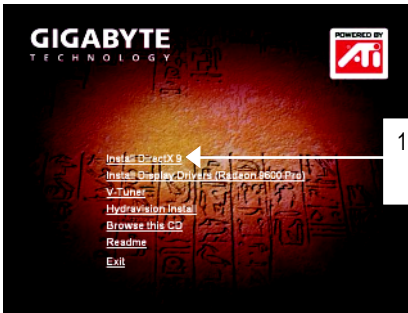 GIGABYTE
TECHNOLOGY
POWERED BY
ATi
Install DirectX 9
1
Install Display Drivers (Radeon 9600 Pro)
V-Tuner
Hydravision Install
Browse this CD
Readme
Exit